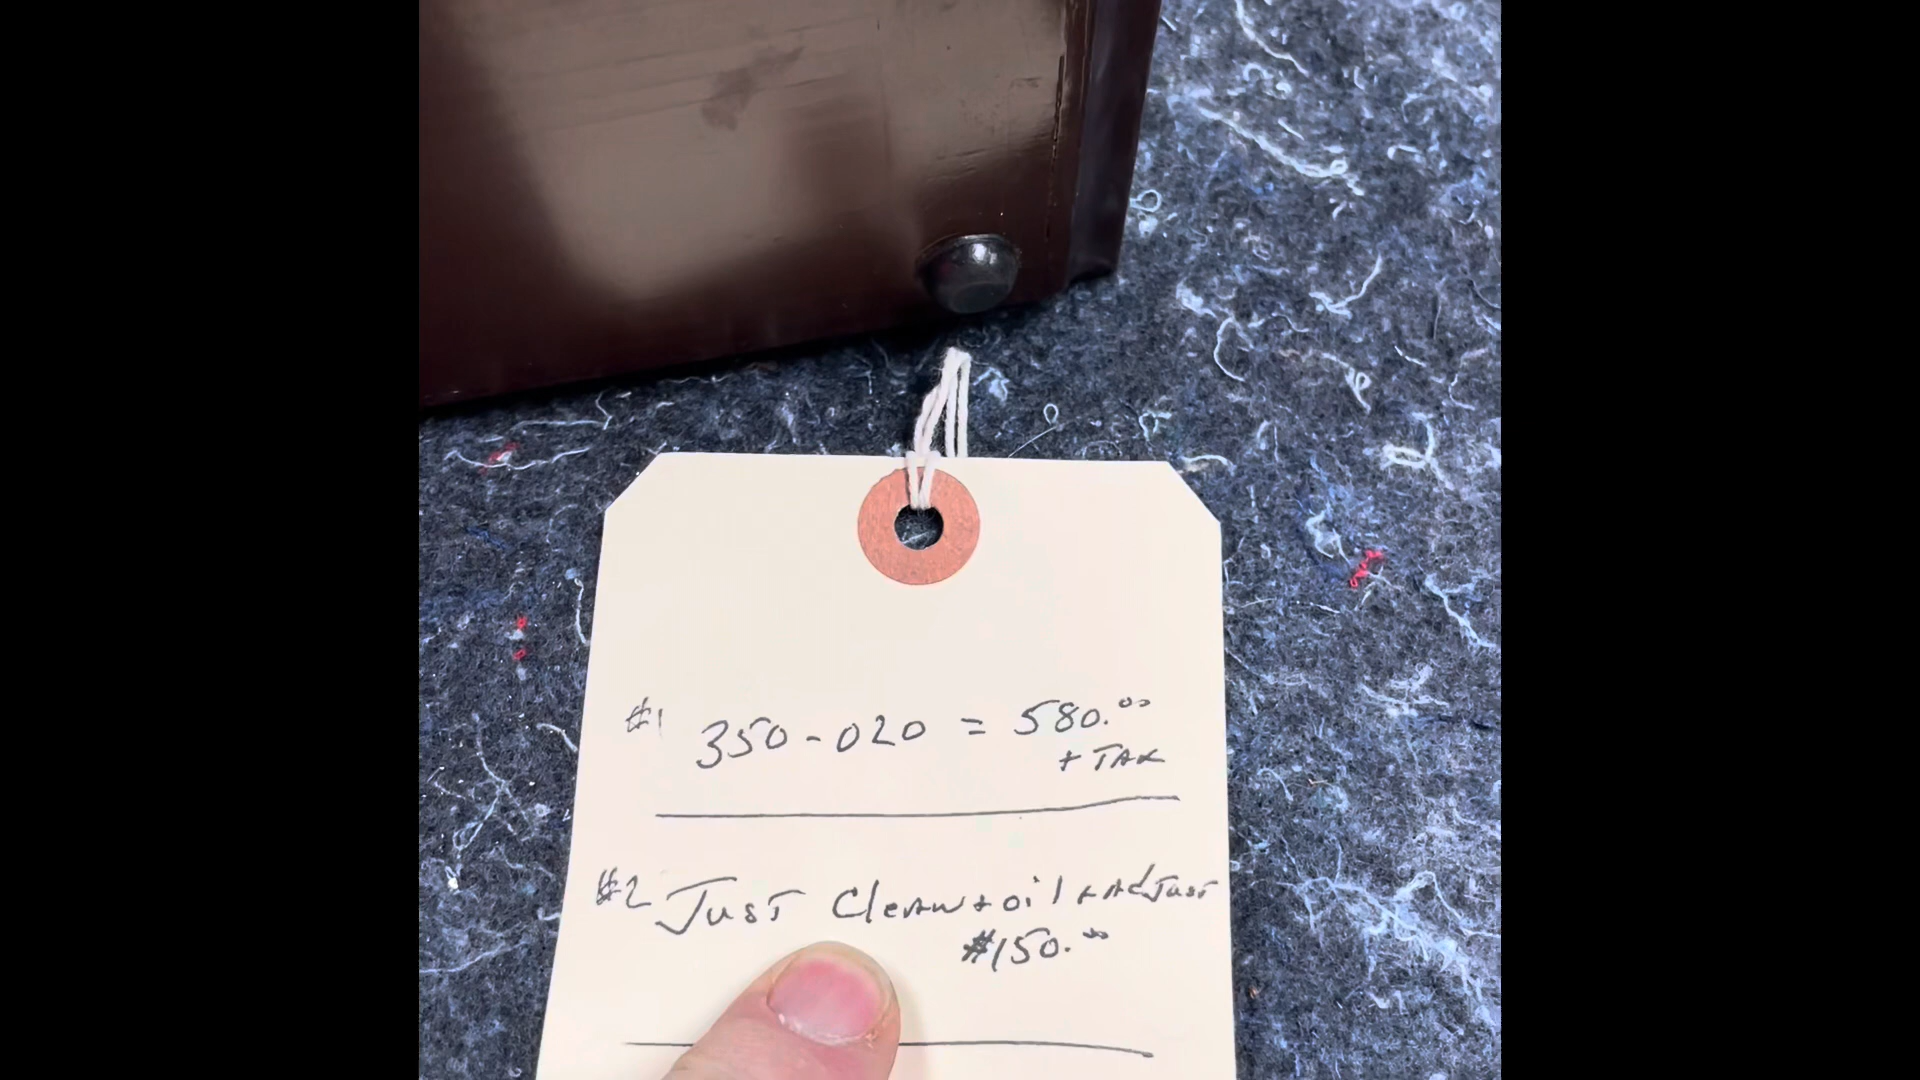 #1 350-020 = 580.00
+ TAX
#2 Just Clean + oil + Adjust
$150.00